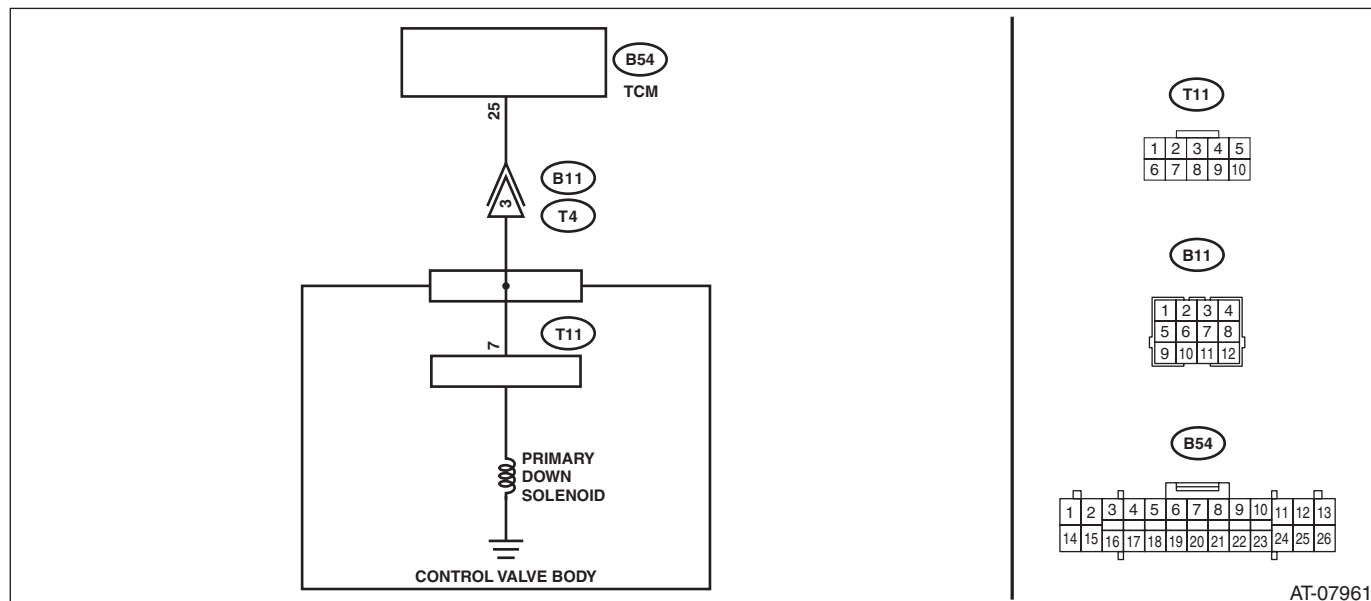 B54
TCM
25
B11
3
T4
T11
7
PRIMARY
DOWN
SOLENOID
CONTROL VALVE BODY
T11
1 2 3 4 5
6 7 8 9 10
B11
1 2 3 4
5 6 7 8
9 10 11 12
B54
1 2 3 4 5 6 7 8 9 10 11 12 13
14 15 16 17 18 19 20 21 22 23 24 25 26
AT-07961